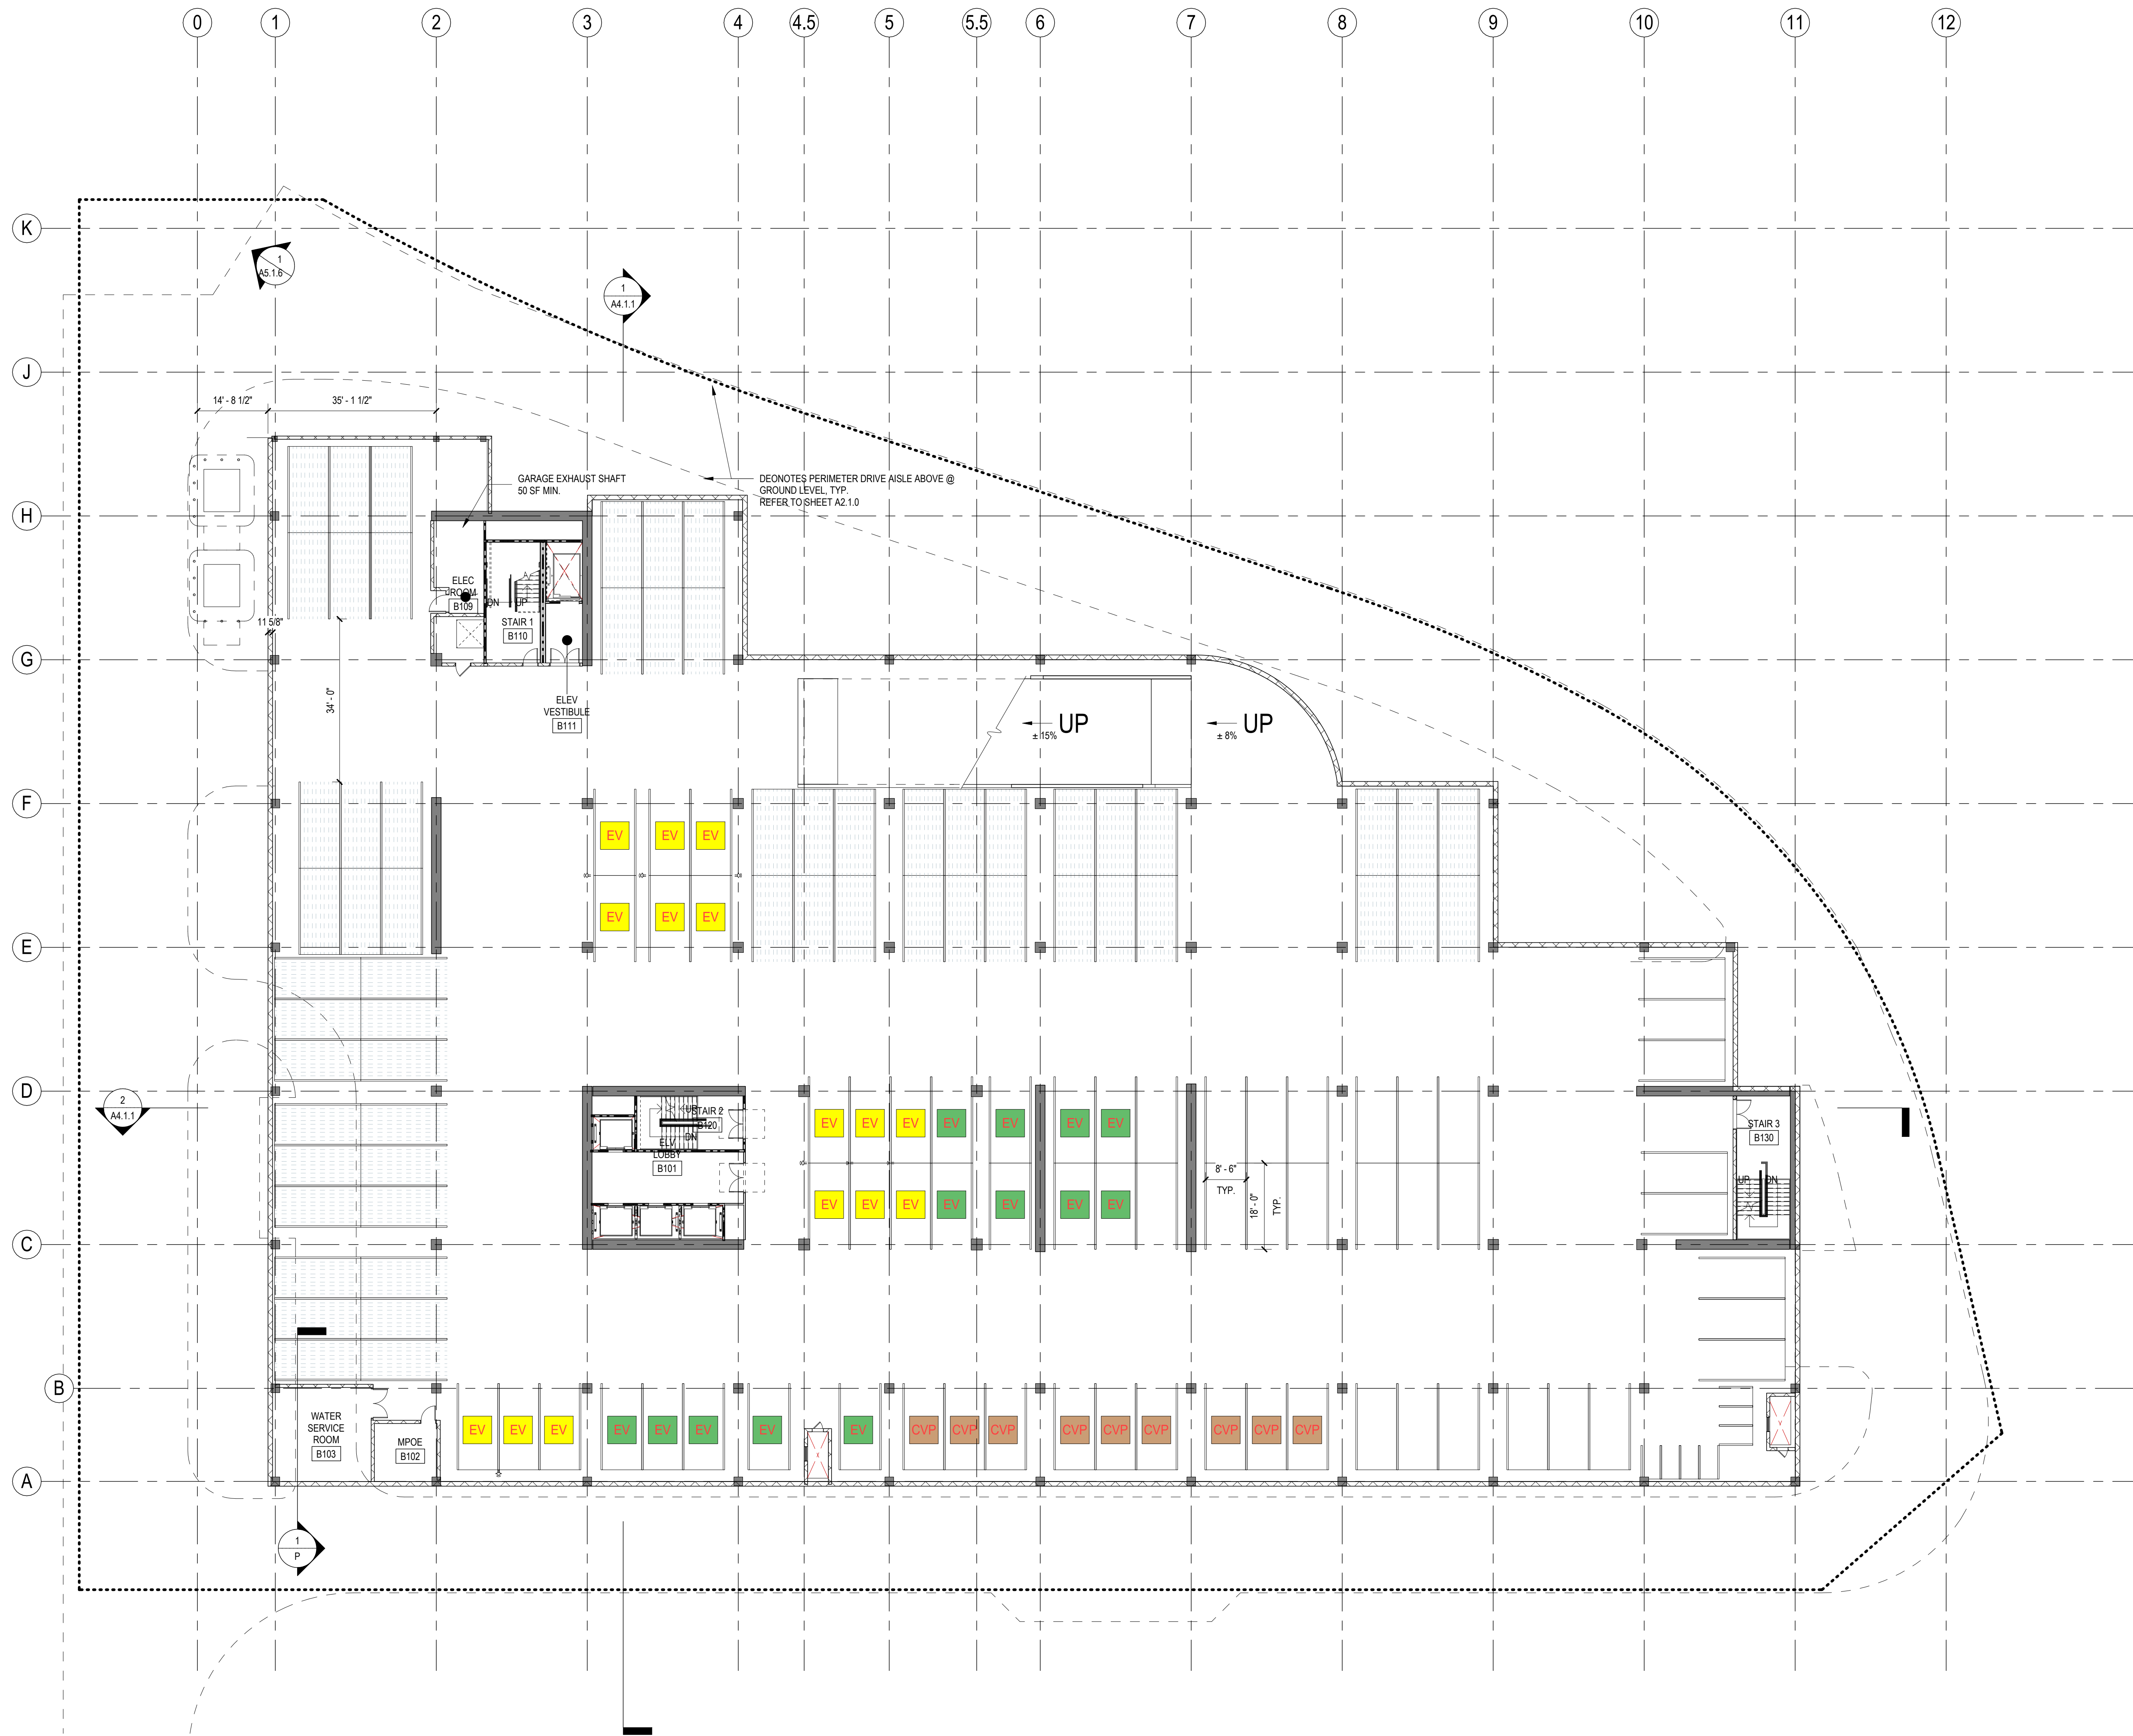 0 1 2 3 4 4.5 5 5.5 6 7 8 9 10 11 12
K
1
A5.1.6
1
A4.1.1
J
14' - 8 1/2" 35' - 1 1/2"
GARAGE EXHAUST SHAFT
50 SF MIN.
DEONOTES PERIMETER DRIVE AISLE ABOVE @
GROUND LEVEL, TYP.
REFER TO SHEET A2.1.0
H
ELEC
ROOM
B109
DN UP
STAIR 1
B110
11 5/8"
G
34' - 0"
ELEV
VESTIBULE
B111
UP
± 15%
UP
± 8%
F
EV EV EV
EV EV EV
E
D
2
A4.1.1
UP
STAIR 2
B120
DN
ELV
LOBBY
B101
EV EV EV EV EV EV EV
EV EV EV EV EV EV EV
8' - 6"
TYP.
18' - 0"
TYP.
STAIR 3
B130
UP DN
C
B
WATER
SERVICE
ROOM
B103
MPOE
B102
EV EV EV EV EV EV EV EV CVP CVP CVP CVP CVP CVP CVP CVP CVP
A
1
P